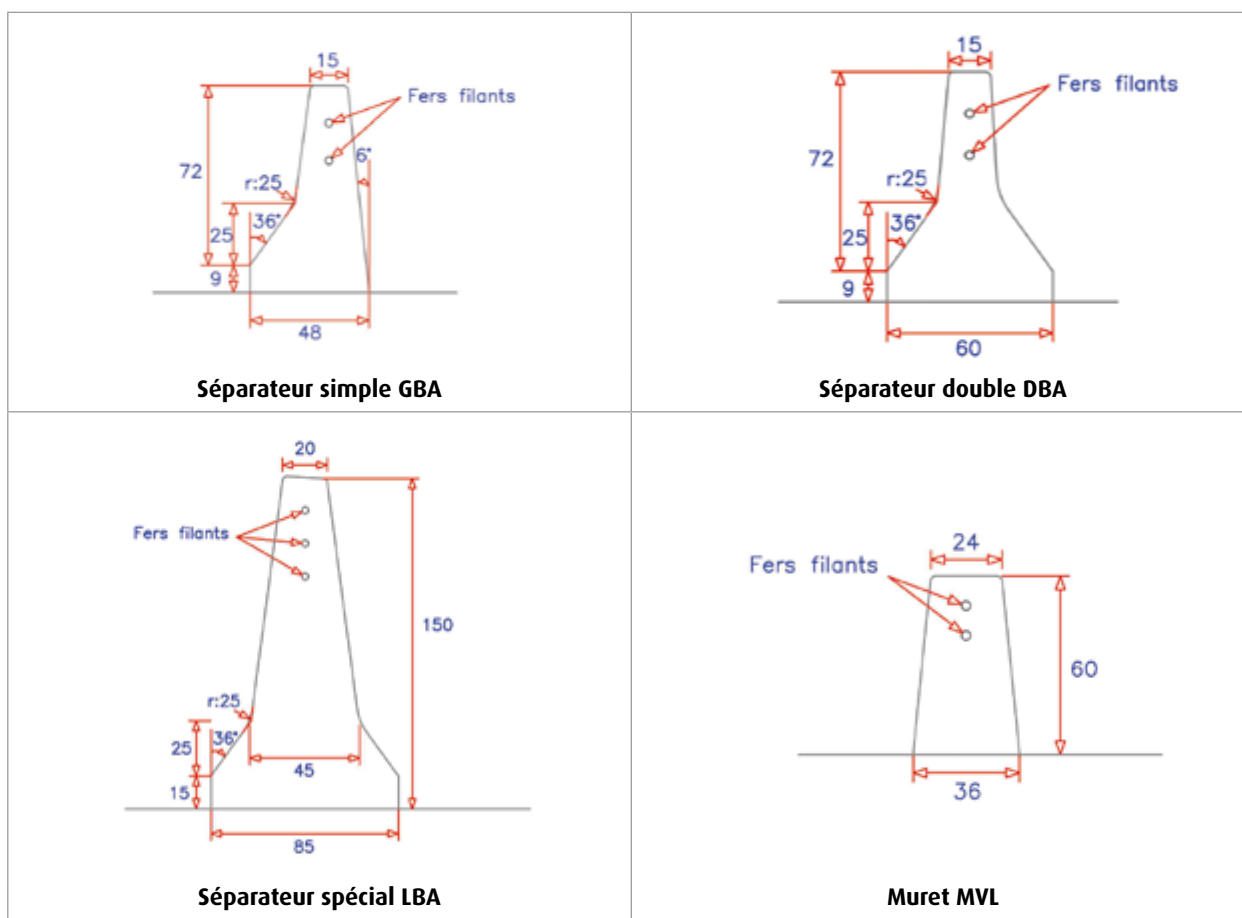 15
Fers filants
6°
72
r:25
36°
25
9
48
Séparateur simple GBA
15
Fers filants
72
r:25
36°
25
9
60
Séparateur double DBA
20
Fers filants
150
r:25
36°
25
45
15
85
Séparateur spécial LBA
24
Fers filants
60
36
Muret MVL